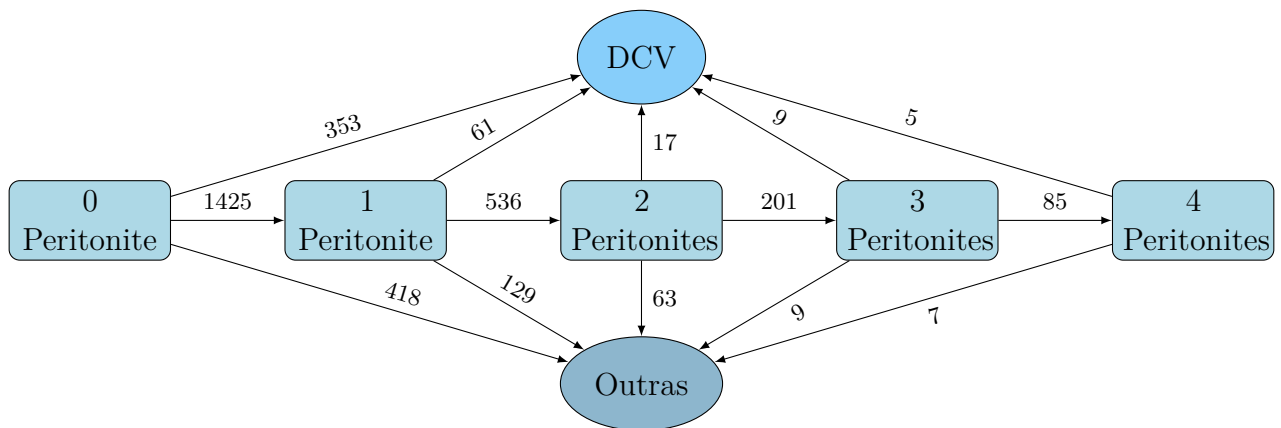 DCV
353
61
17
9
5
0
Peritonite
1425
1
Peritonite
536
2
Peritonites
201
3
Peritonites
85
4
Peritonites
418
129
63
9
7
Outras